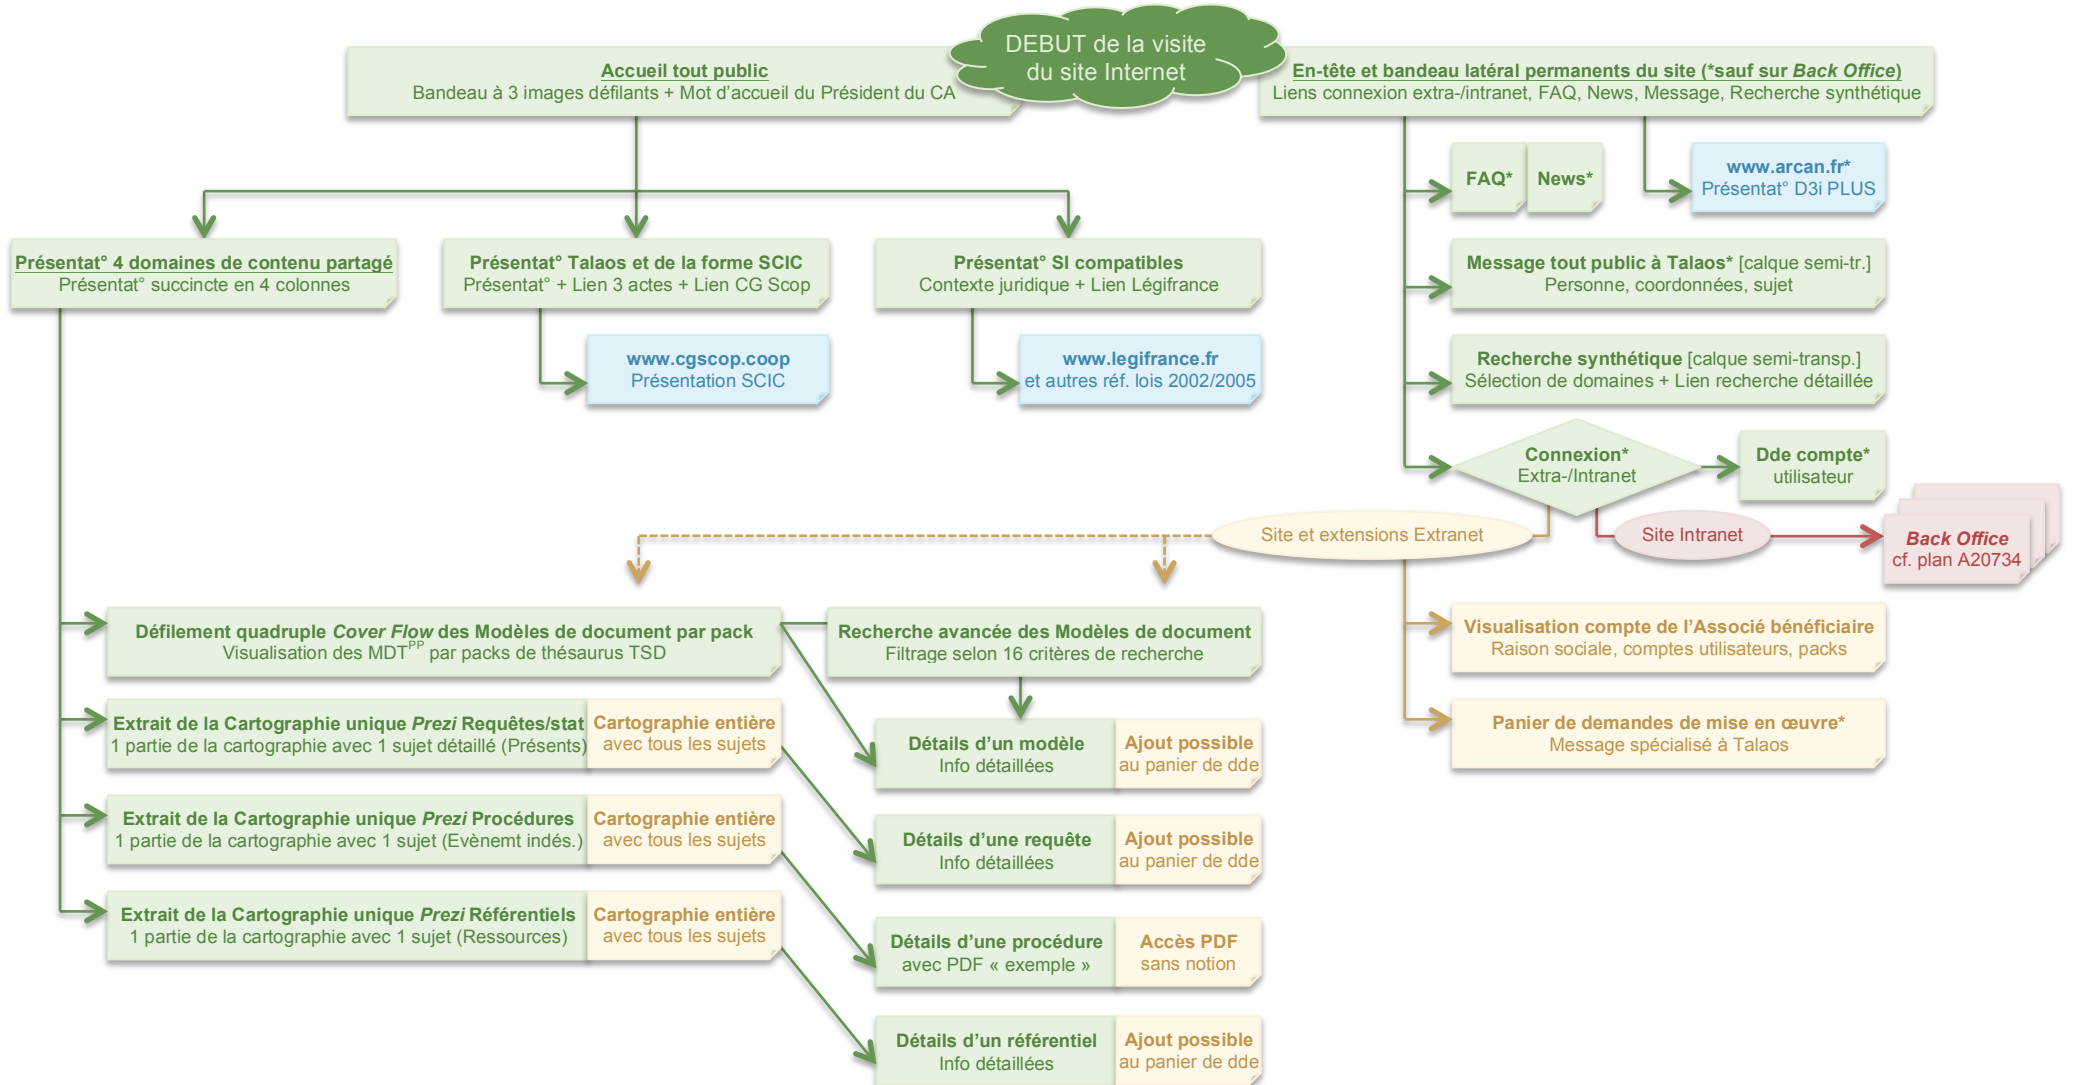 DEBUT de la visite
du site Internet
Accueil tout public
Bandeau à 3 images défilants + Mot d'accueil du Président du CA
En-tête et bandeau latéral permanents du site (*sauf sur Back Office)
Liens connexion extra-/intranet, FAQ, News, Message, Recherche synthétique
FAQ*
News*
www.arcan.fr*
Présentat° D3i PLUS
Présentat° 4 domaines de contenu partagé
Présentat° succincte en 4 colonnes
Présentat° Talaos et de la forme SCIC
Présentat° + Lien 3 actes + Lien CG Scop
Présentat° SI compatibles
Contexte juridique + Lien Légifrance
Message tout public à Talaos* [calque semi-tr.]
Personne, coordonnées, sujet
www.cgscop.coop
Présentation SCIC
www.legifrance.fr
et autres réf. lois 2002/2005
Recherche synthétique [calque semi-transp.]
Sélection de domaines + Lien recherche détaillée
Connexion*
Extra-/Intranet
Dde compte*
utilisateur
Site et extensions Extranet
Site Intranet
Back Office
cf. plan A20734
Défilement quadruple Cover Flow des Modèles de document par pack
Visualisation des MDTPP par packs de thésaurus TSD
Recherche avancée des Modèles de document
Filtrage selon 16 critères de recherche
Visualisation compte de l'Associé bénéficiaire
Raison sociale, comptes utilisateurs, packs
Extrait de la Cartographie unique Prezi Requêtes/stat
1 partie de la cartographie avec 1 sujet détaillé (Présents)
Cartographie entière
avec tous les sujets
Détails d'un modèle
Info détaillées
Ajout possible
au panier de dde
Panier de demandes de mise en œuvre*
Message spécialisé à Talaos
Extrait de la Cartographie unique Prezi Procédures
1 partie de la cartographie avec 1 sujet (Evènemt indés.)
Cartographie entière
avec tous les sujets
Détails d'une requête
Info détaillées
Ajout possible
au panier de dde
Extrait de la Cartographie unique Prezi Référentiels
1 partie de la cartographie avec 1 sujet (Ressources)
Cartographie entière
avec tous les sujets
Détails d'une procédure
avec PDF « exemple »
Accès PDF
sans notion
Détails d'un référentiel
Info détaillées
Ajout possible
au panier de dde